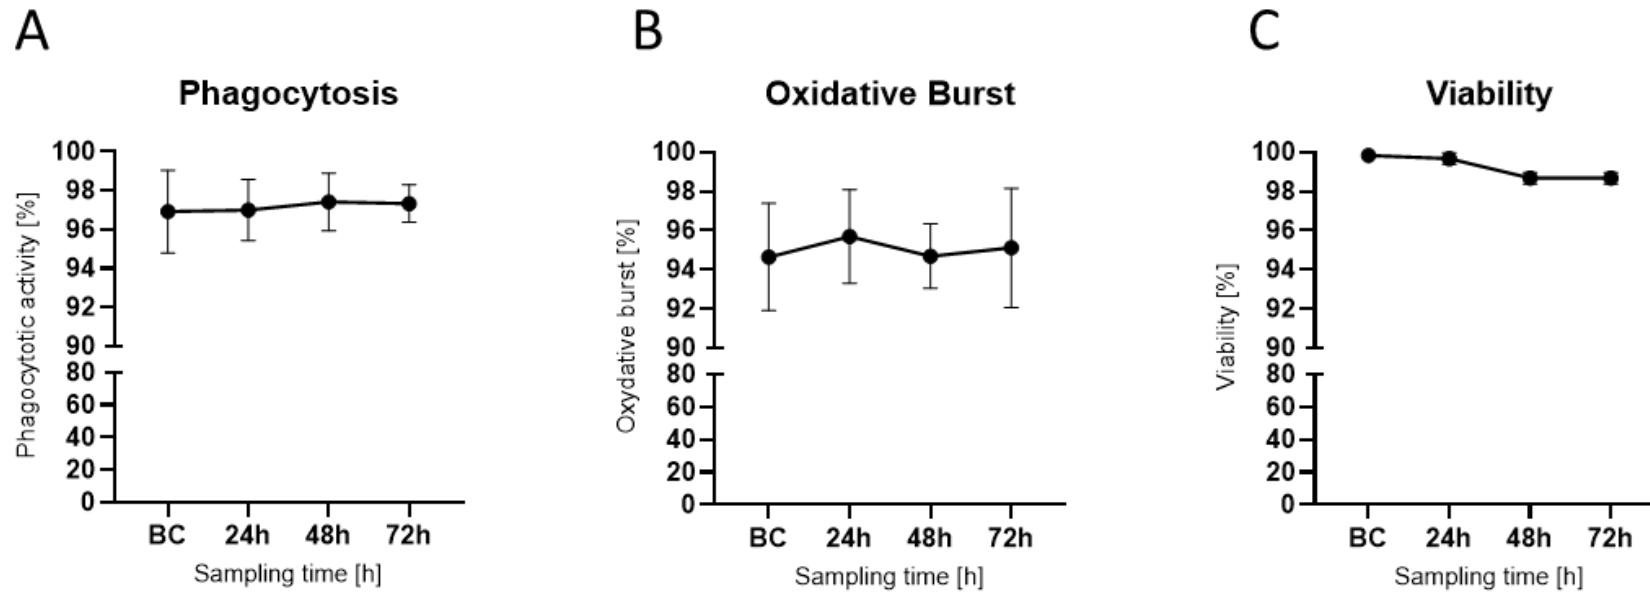 A
Phagocytosis
Phagocytotic activity [%]
100
98
96
94
92
90
80
60
40
20
0
BC 24h 48h 72h
Sampling time [h]
B
Oxidative Burst
Oxydative burst [%]
100
98
96
94
92
90
80
60
40
20
0
BC 24h 48h 72h
Sampling time [h]
C
Viability
Viability [%]
100
98
96
94
92
90
80
60
40
20
0
BC 24h 48h 72h
Sampling time [h]